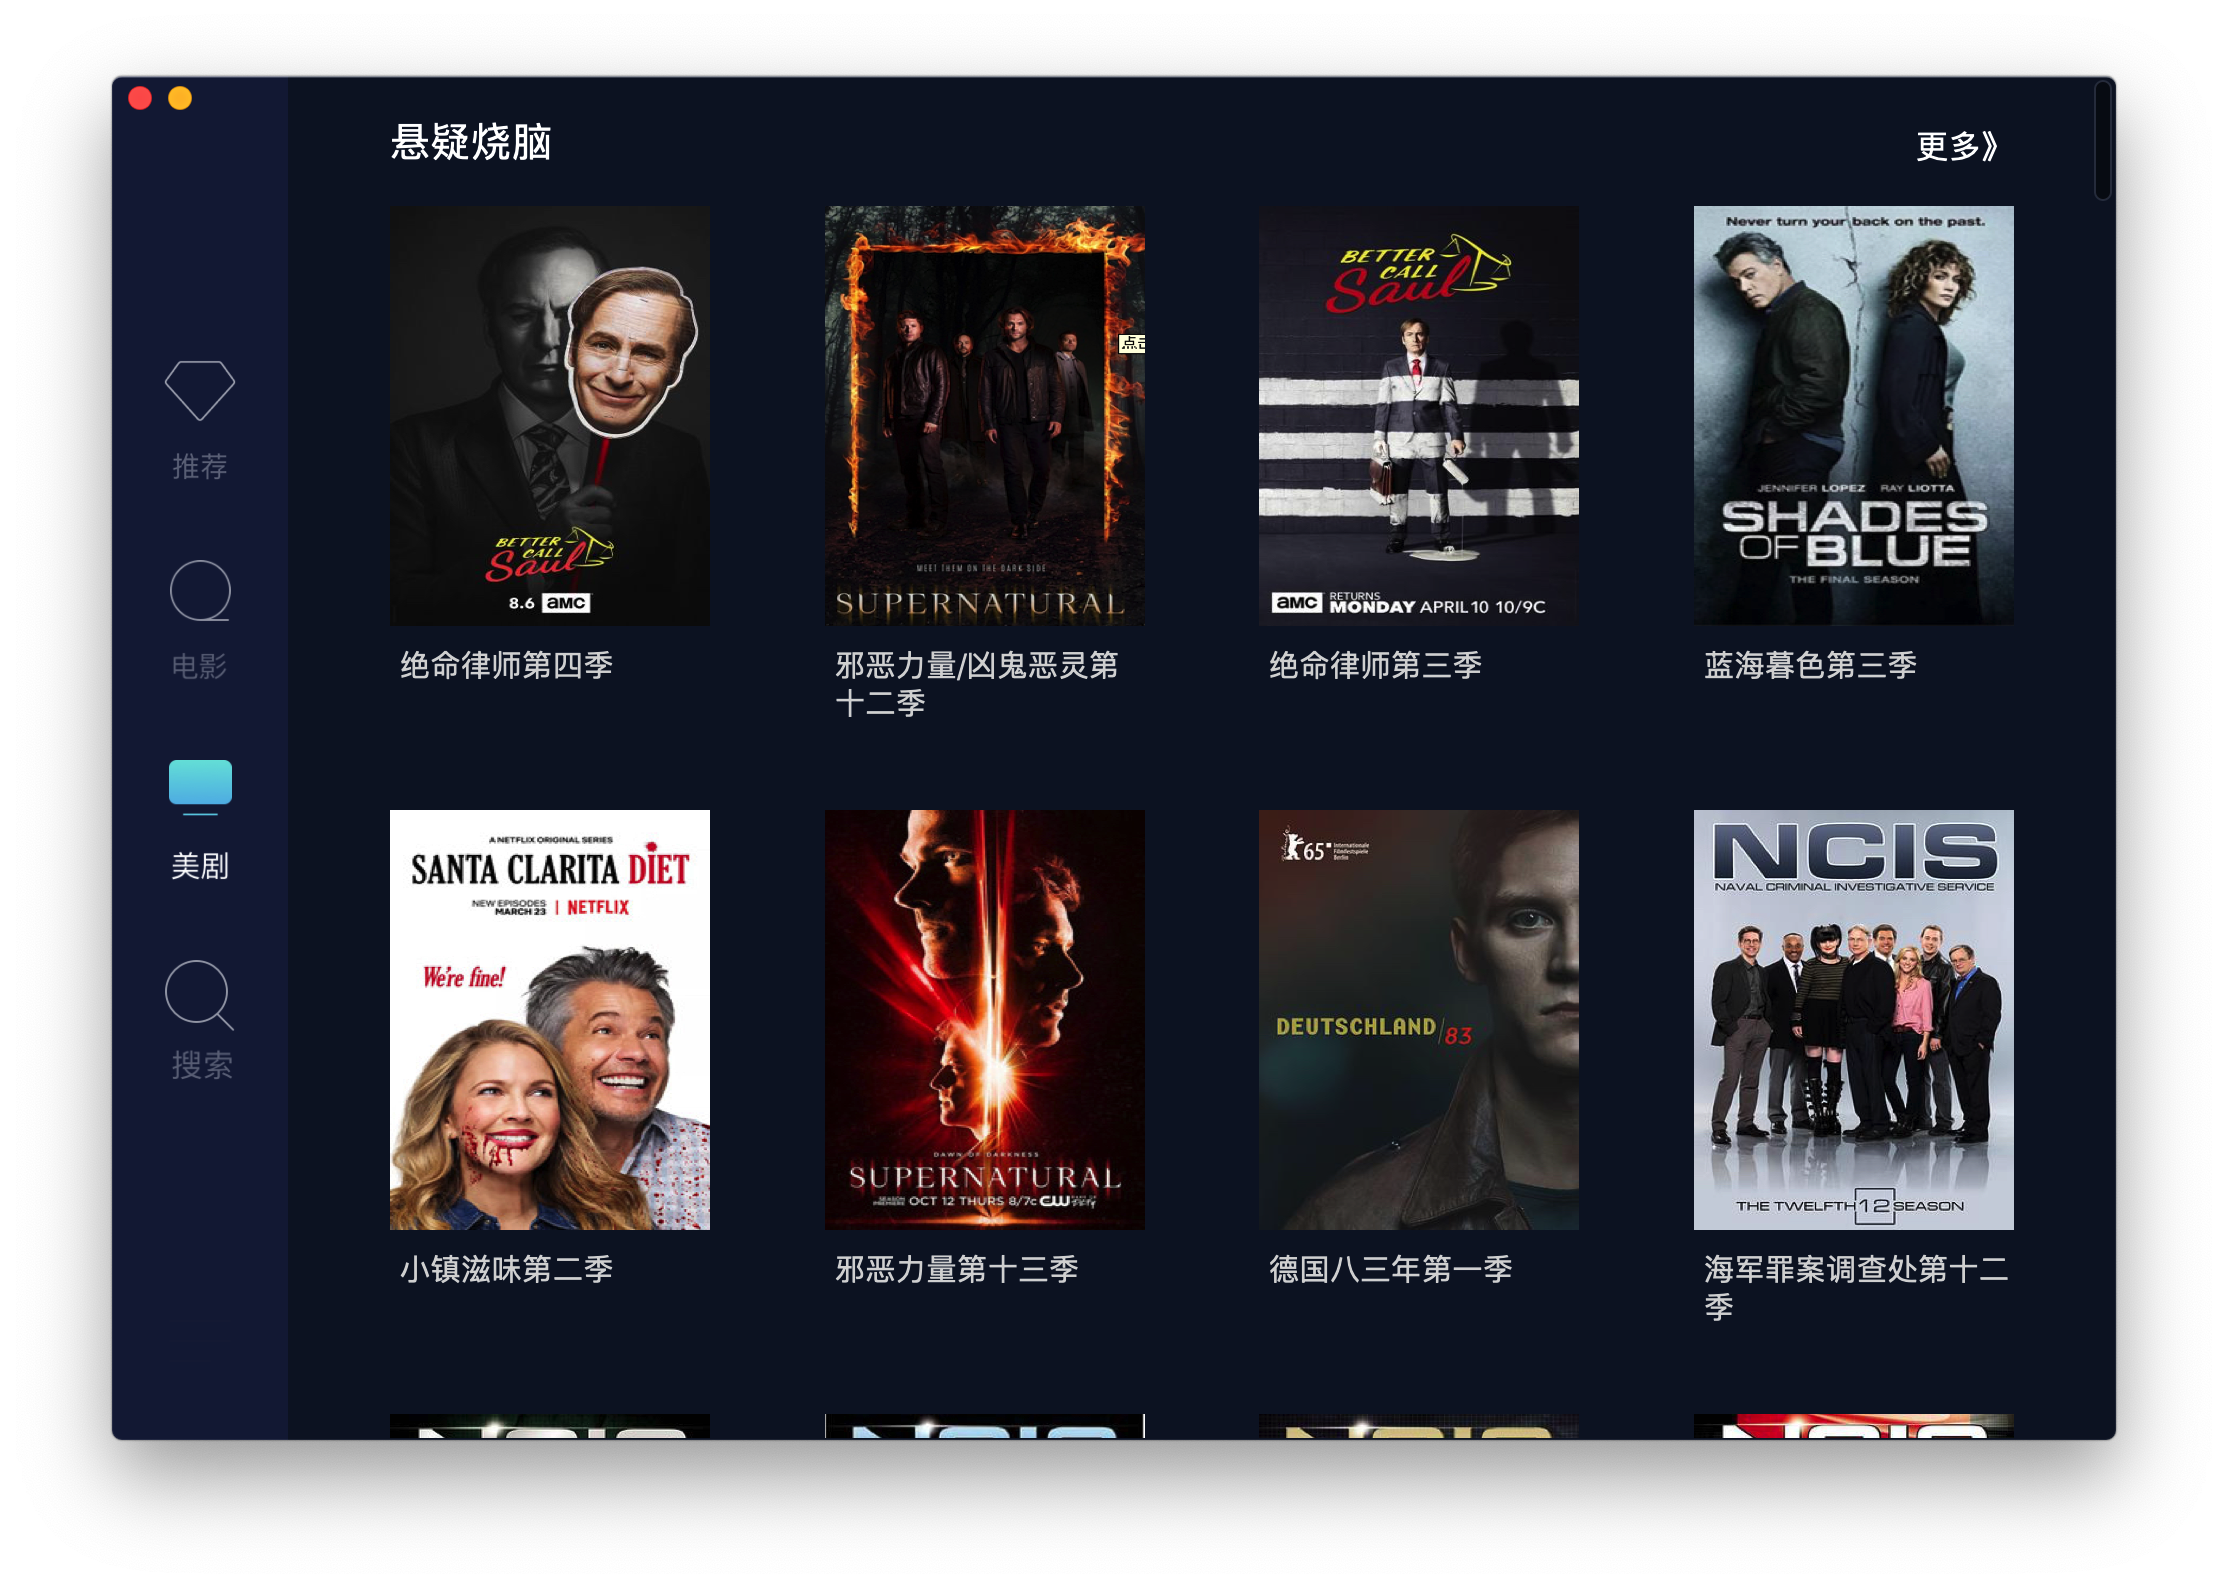 悬疑烧脑
更多》
推荐
电影
美剧
搜索
BETTER
CALL
Saul
8.6 aMC
点击
MEET THEM ON THE DARK SIDE
SUPERNATURAL
BETTER
CALL
Saul
aMC RETURNS
MONDAY APRIL 10 10/9C
Never turn your back on the past.
JENNIFER LOPEZ RAY LIOTTA
SHADES
OF BLUE
THE FINAL SEASON
绝命律师第四季
邪恶力量/凶鬼恶灵第
十二季
绝命律师第三季
蓝海暮色第三季
A NETFLIX ORIGINAL SERIES
SANTA CLARITA DIET
NEW EPISODES
MARCH 23 | NETFLIX
We're fine!
DAWN OF DARKNESS
SUPERNATURAL
SEASON
PREMIERE OCT 12 THURS 8/7c CW
65 Internationale
Filmfestspiele
Berlin
DEUTSCHLAND/83
NCIS
NAVAL CRIMINAL INVESTIGATIVE SERVICE
THE TWELFTH 12 SEASON
小镇滋味第二季
邪恶力量第十三季
德国八三年第一季
海军罪案调查处第十二
季